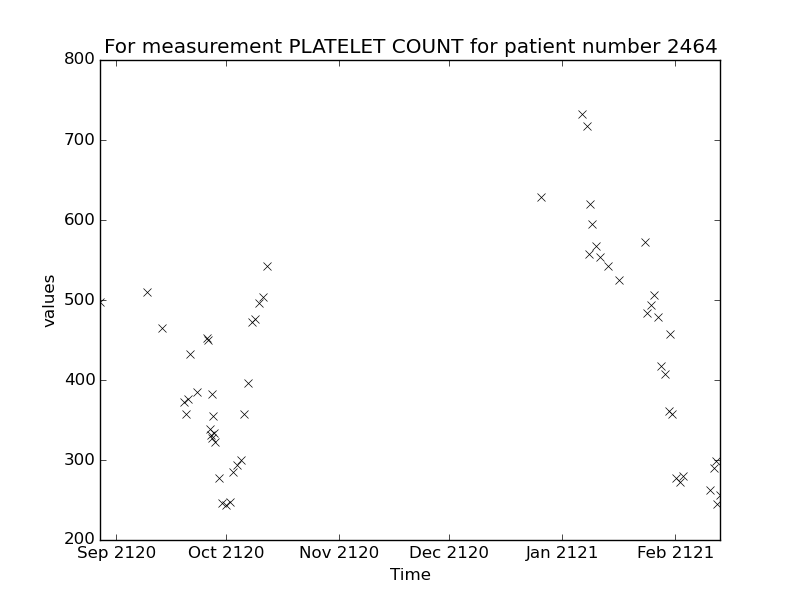 For measurement PLATELET COUNT for patient number 2464
800
700
600
500
400
300
200
values
Sep 2120 Oct 2120 Nov 2120 Dec 2120 Jan 2121 Feb 2121
Time